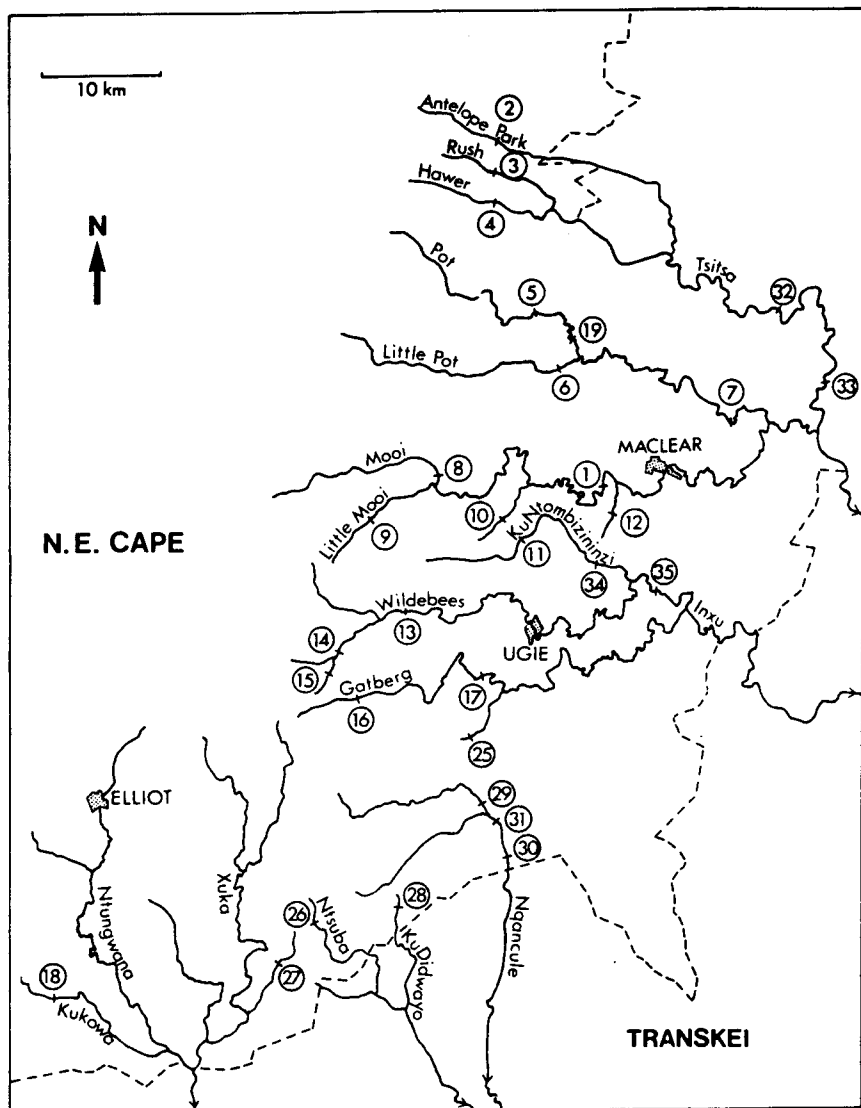 10 km
N
2
Antelope Park
Rush
3
Hawer
4
Pot
5
Tsitsa
32
19
Little Pot
6
7
33
MACLEAR
Mooi
8
1
10
KuNtombizininzi
12
Little Mooi
9
11
N.E. CAPE
34
35
Inxu
Wildebees
13
UGIE
14
15
Gatberg
17
16
25
ELLIOT
29
31
30
Xuka
Ntungwana
26
Ntsuba
28
KuDidwayo
Nqancule
27
18
Kukowa
TRANSKEI